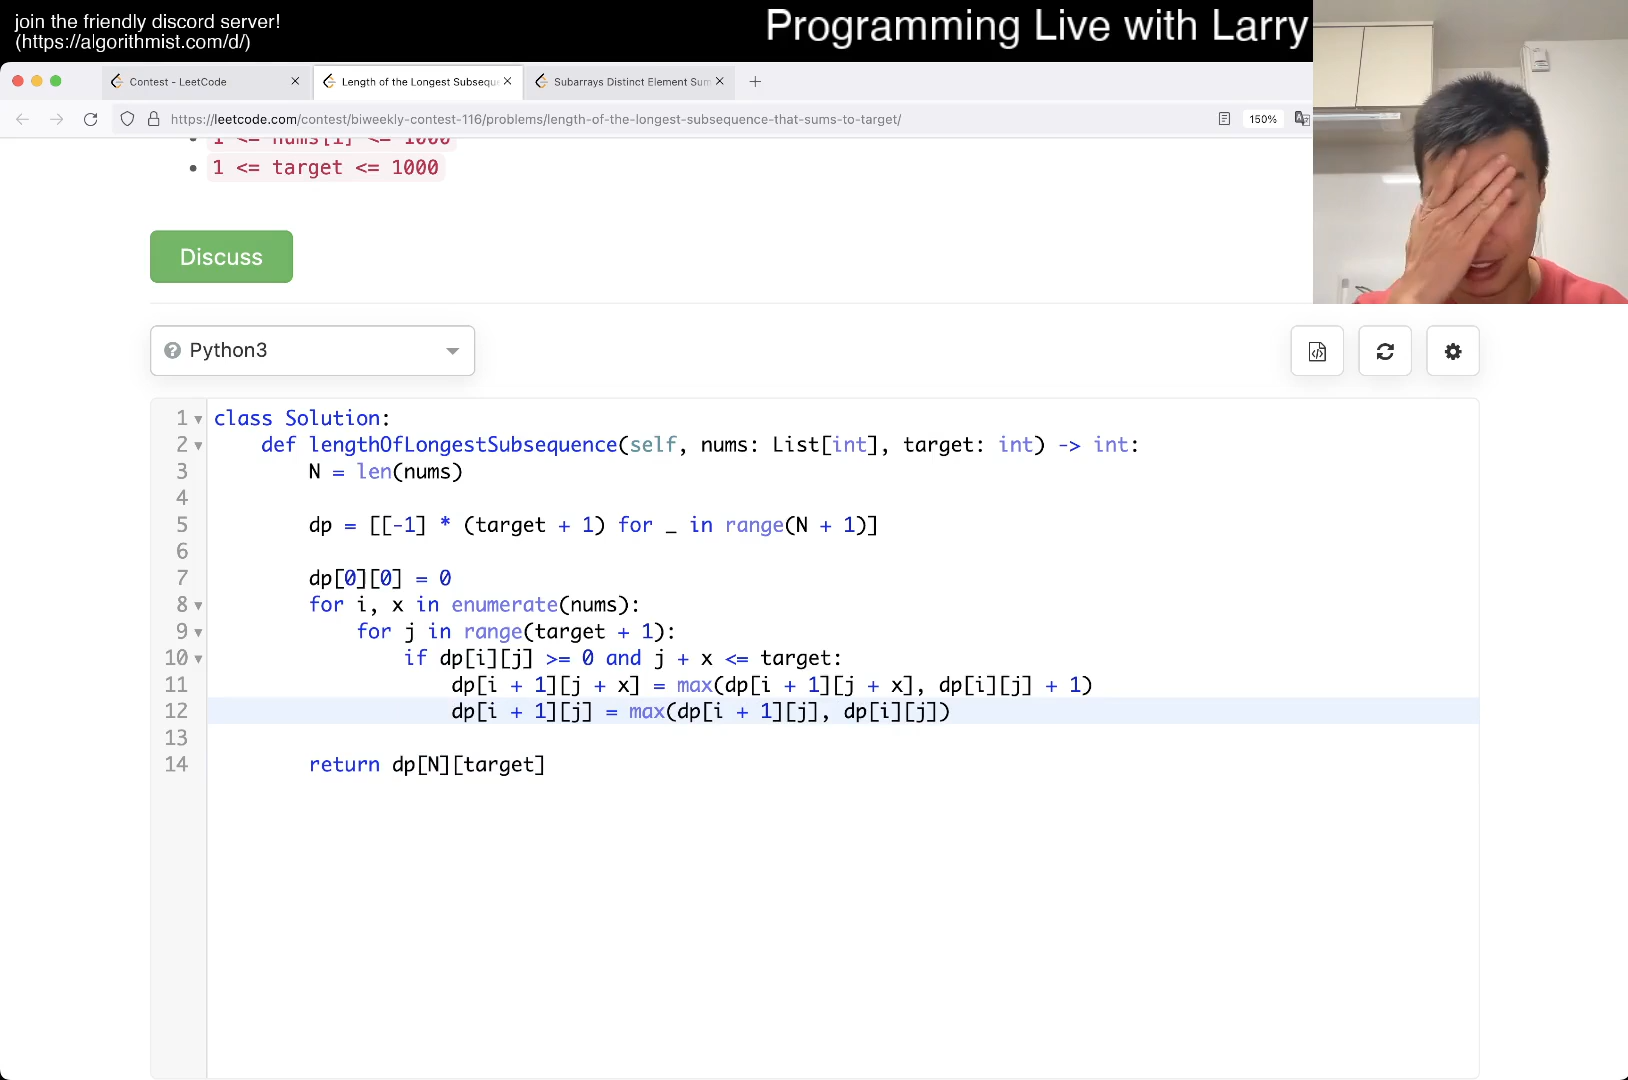 join the friendly discord server!
(https://algorithmist.com/d/)
Programming Live with Larry
Contest - LeetCode
Length of the Longest Subsequ
Subarrays Distinct Element Sum
https://leetcode.com/contest/biweekly-contest-116/problems/length-of-the-longest-subsequence-that-sums-to-target/
150%
1 <= nums[i] <= 1000
1 <= target <= 1000
Discuss
Python3
1 class Solution:
2     def lengthOfLongestSubsequence(self, nums: List[int], target: int) -> int:
3         N = len(nums)
4
5         dp = [[-1] * (target + 1) for _ in range(N + 1)]
6
7         dp[0][0] = 0
8         for i, x in enumerate(nums):
9             for j in range(target + 1):
10                 if dp[i][j] >= 0 and j + x <= target:
11                     dp[i + 1][j + x] = max(dp[i + 1][j + x], dp[i][j] + 1)
12                     dp[i + 1][j] = max(dp[i + 1][j], dp[i][j])
13
14         return dp[N][target]